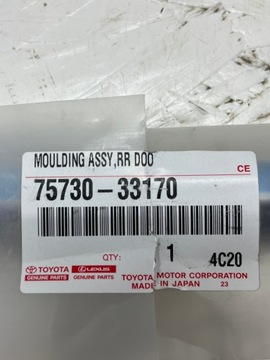 MOULDING ASSY,RR DOO
CE
75730-33170
QTY: 1 4C20
TOYOTA LEXUS TOYOTA MOTOR CORPORATION
GENUINE PARTS GENUINE PARTS MADE IN JAPAN 23